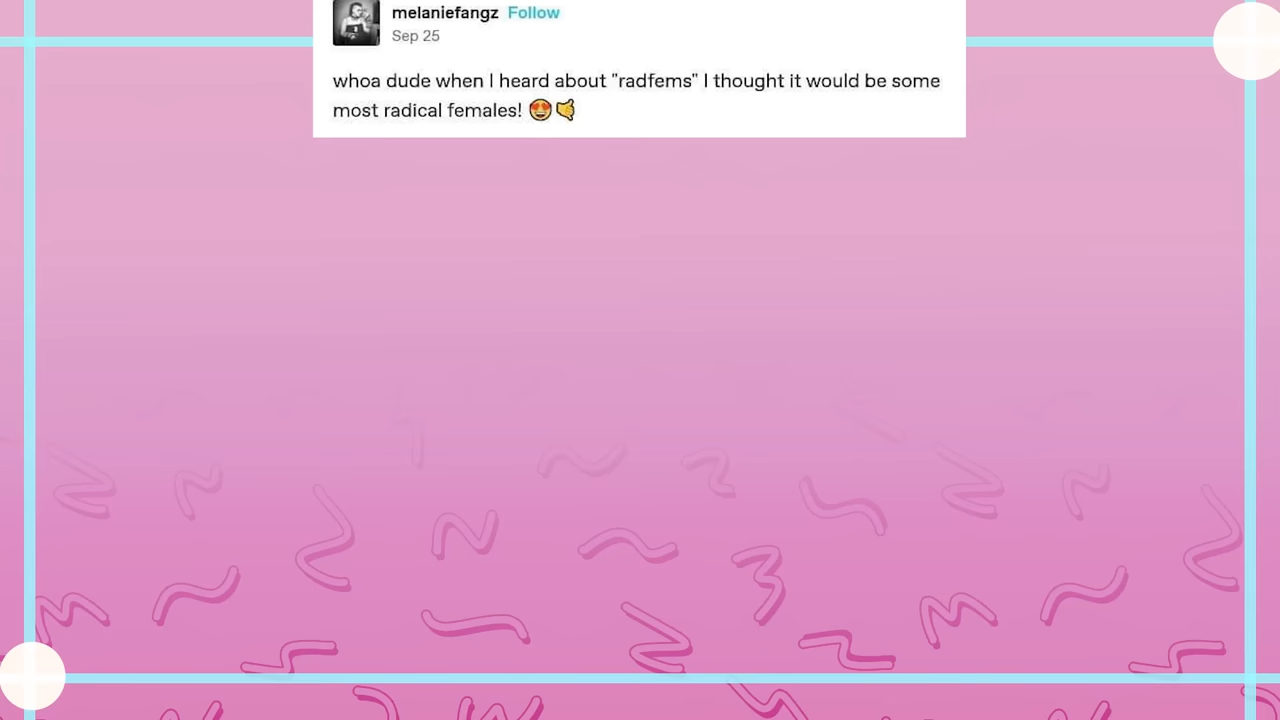 melaniefangz Follow
Sep 25
whoa dude when I heard about "radfems" I thought it would be some
most radical females! 😍🤙